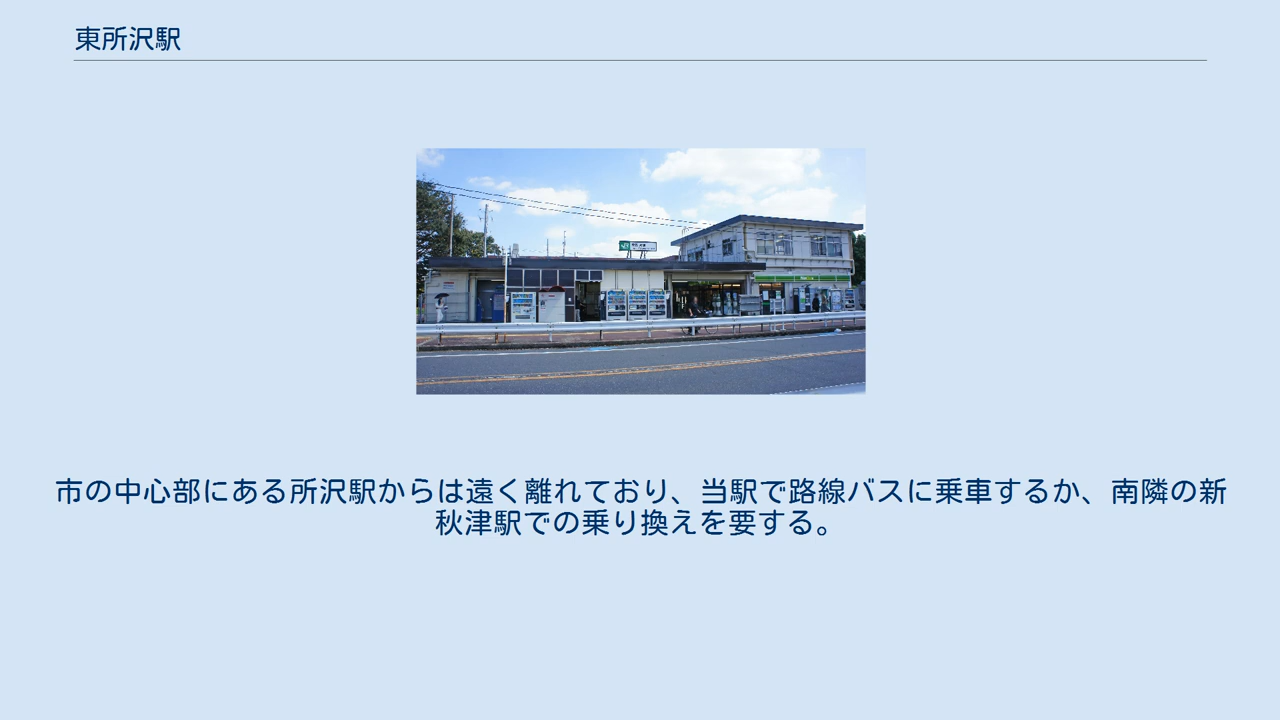 東所沢駅
市の中心部にある所沢駅からは遠く離れており、当駅で路線バスに乗車するか、南隣の新
秋津駅での乗り換えを要する。